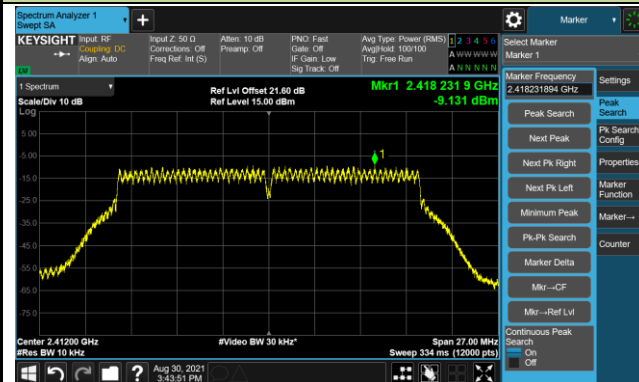 Spectrum Analyzer 1
Swept SA
+
Marker
KEYSIGHT
Input: RF
Coupling: DC
Align: Auto
Input Z: 50 Ω
Corrections: Off
Freq Ref: Int (S)
Atten: 10 dB
Preamp: Off
PNO: Fast
Gate: Off
IF Gain: Low
Sig Track: Off
Avg Type: Power (RMS)
Avg|Hold: 100/100
Trig: Free Run
1 2 3 4 5 6
A W W W W W
A N N N N N
LXI
Select Marker
Marker 1
1 Spectrum
Scale/Div 10 dB
Ref Lvl Offset 21.60 dB
Ref Level 15.00 dBm
Mkr1 2.418 231 9 GHz
-9.131 dBm
Log
5.00
-5.00
-15.0
-25.0
-35.0
-45.0
-55.0
-65.0
-75.0
1
Center 2.41200 GHz
#Res BW 10 kHz
#Video BW 30 kHz*
Span 27.00 MHz
Sweep 334 ms (12000 pts)
Marker Frequency
2.418231894 GHz
Peak Search
Next Peak
Next Pk Right
Next Pk Left
Minimum Peak
Pk-Pk Search
Marker Delta
Mkr→CF
Mkr→Ref Lvl
Continuous Peak
Search
On
Off
Settings
Peak
Search
Pk Search
Config
Properties
Marker
Function
Marker→
Counter
?
Aug 30, 2021
3:43:51 PM